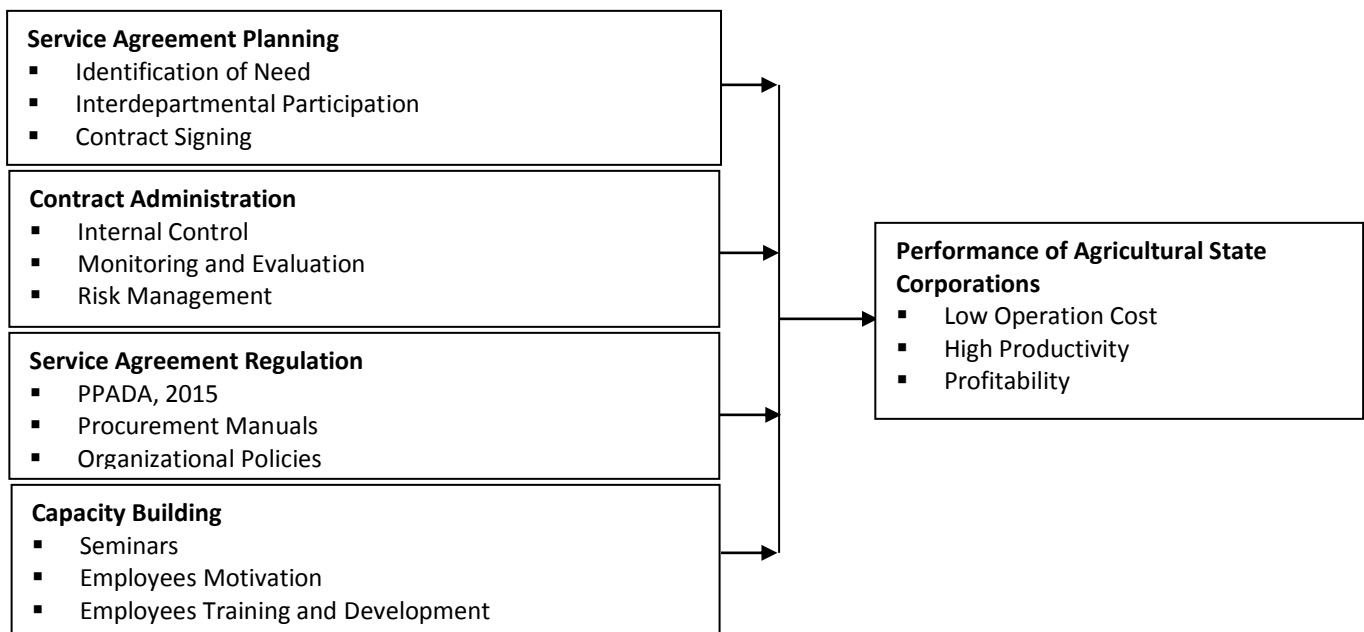 Service Agreement Planning
▪ Identification of Need
▪ Interdepartmental Participation
▪ Contract Signing
Contract Administration
▪ Internal Control
▪ Monitoring and Evaluation
▪ Risk Management
Service Agreement Regulation
▪ PPADA, 2015
▪ Procurement Manuals
▪ Organizational Policies
Capacity Building
▪ Seminars
▪ Employees Motivation
▪ Employees Training and Development
Performance of Agricultural State
Corporations
▪ Low Operation Cost
▪ High Productivity
▪ Profitability